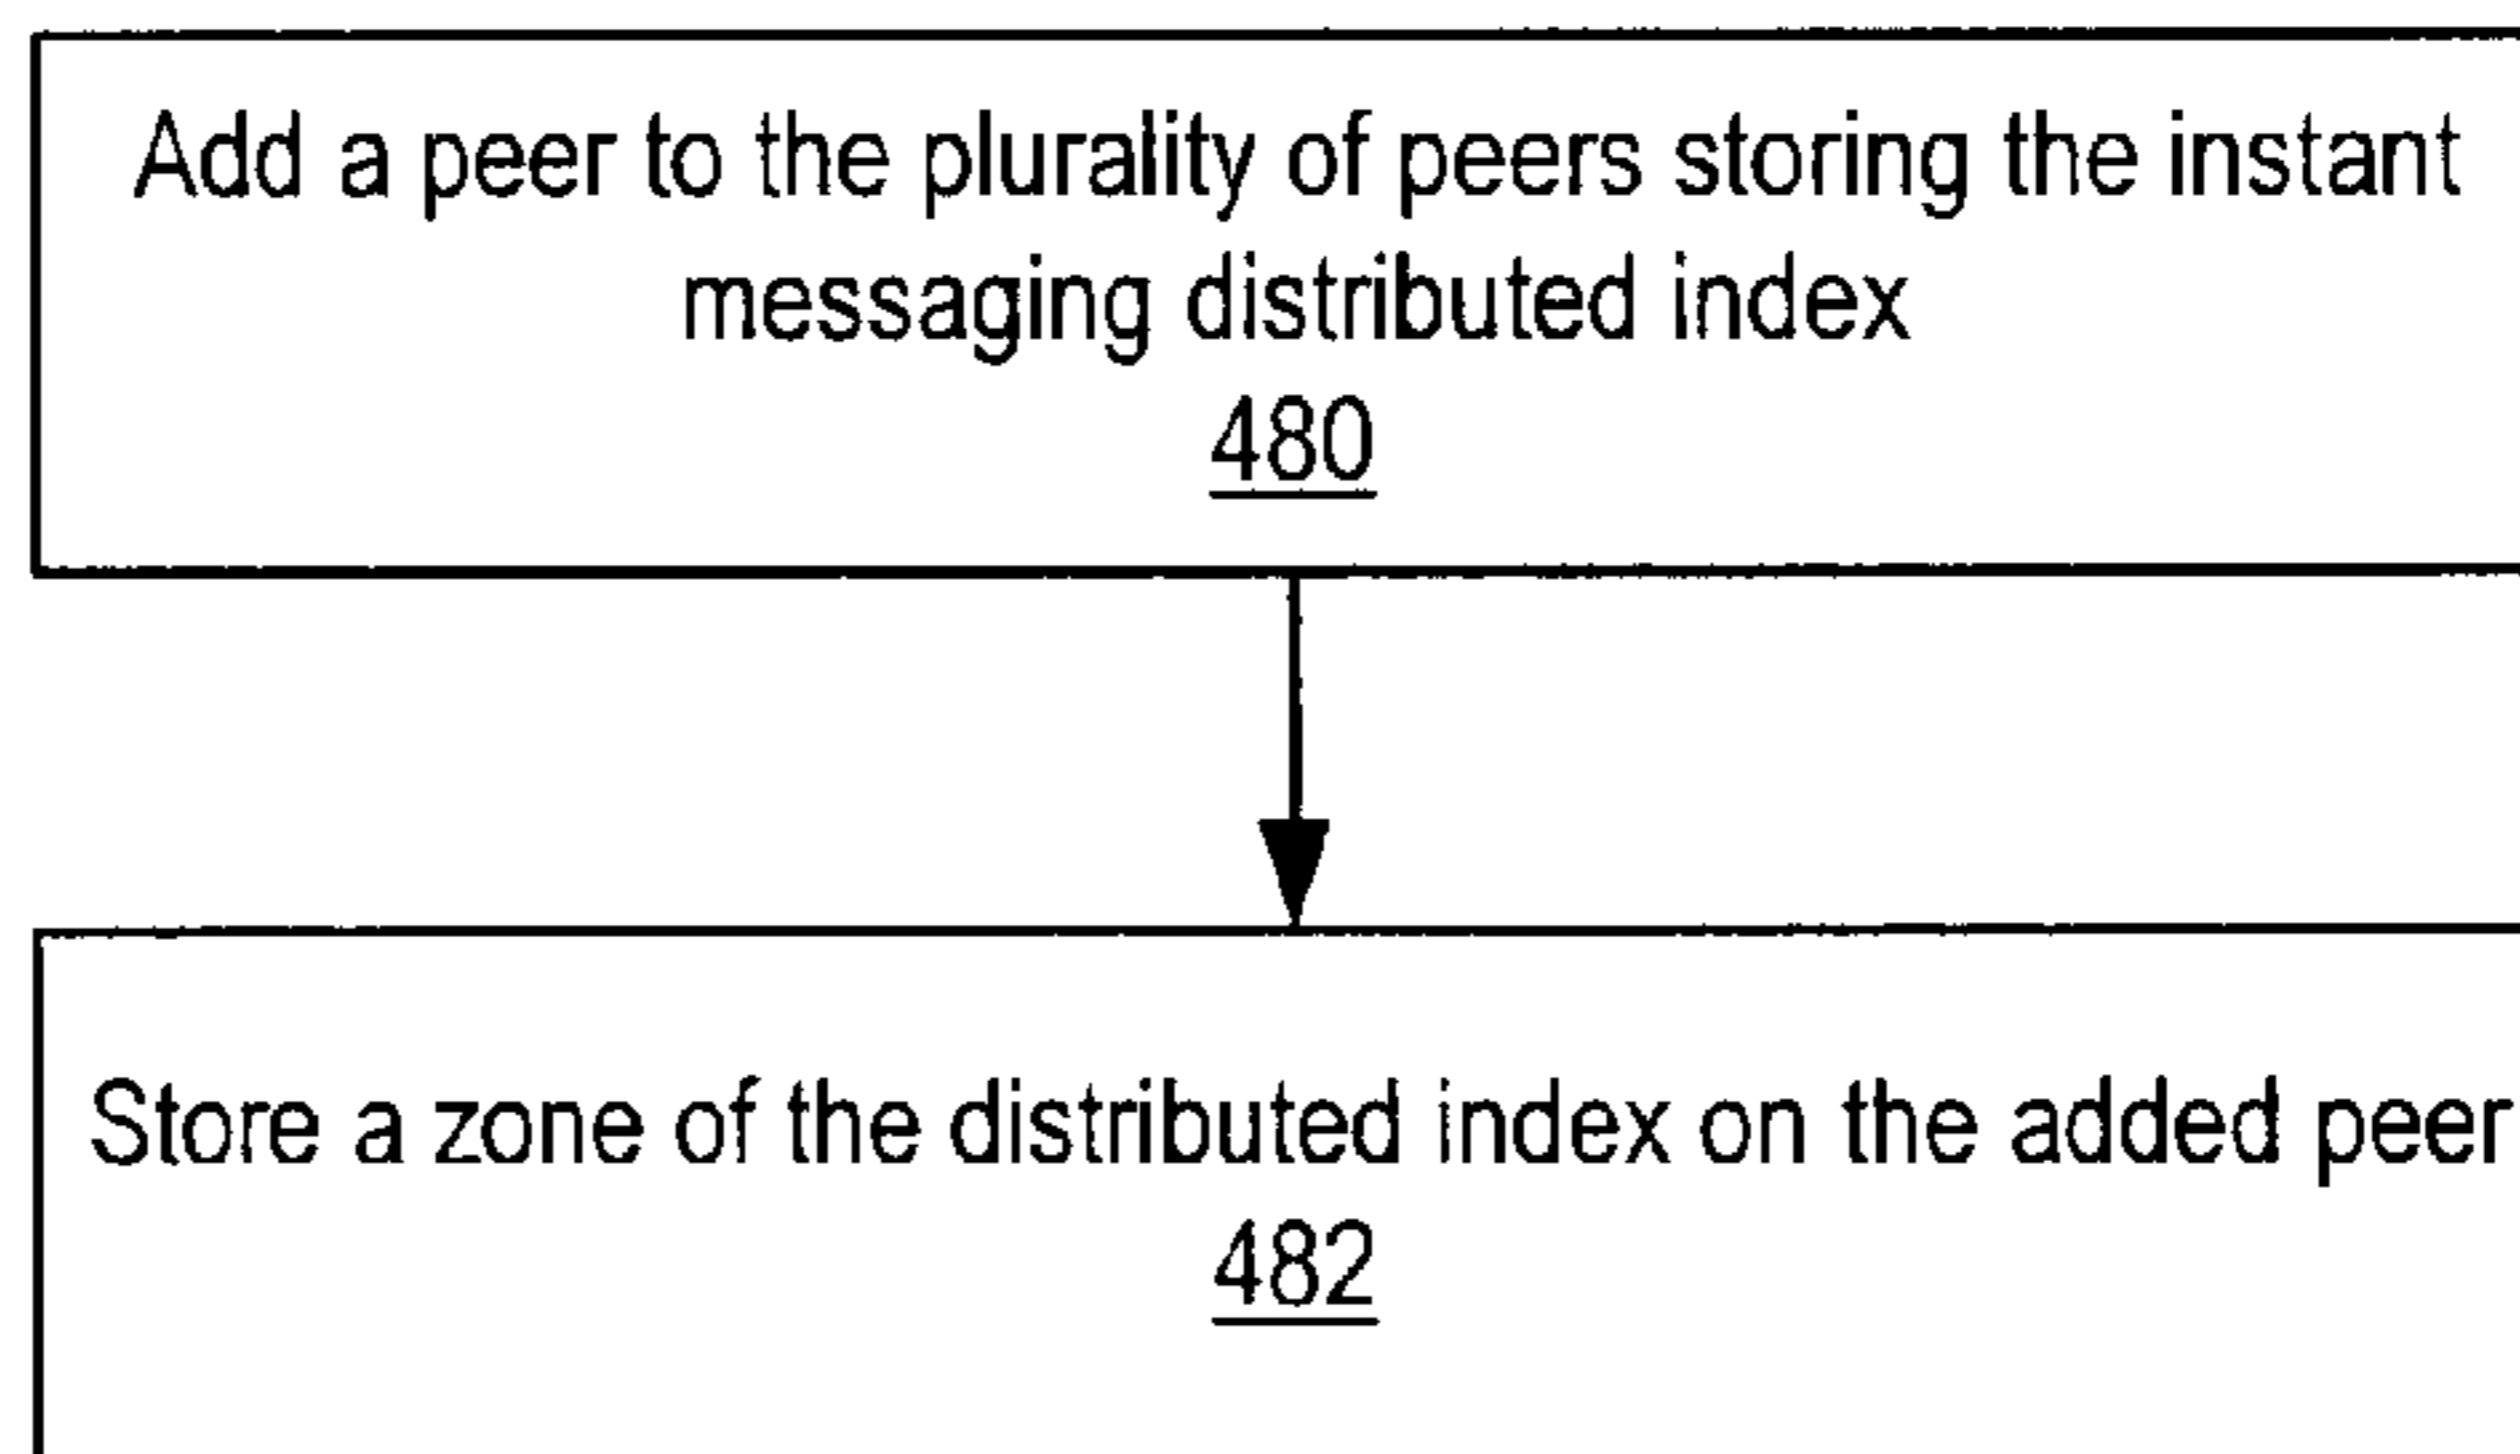 Add a peer to the plurality of peers storing the instant
messaging distributed index
480
Store a zone of the distributed index on the added peer
482